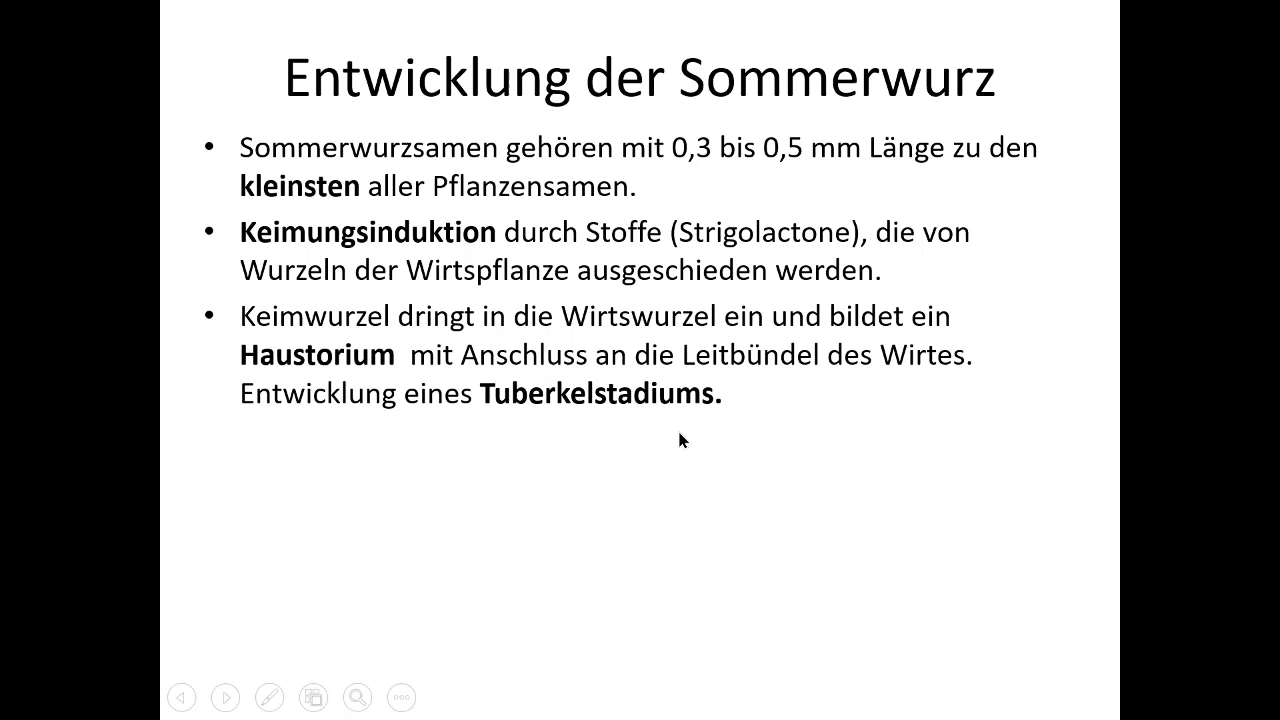 Entwicklung der Sommerwurz
• Sommerwurzsamen gehören mit 0,3 bis 0,5 mm Länge zu den
kleinsten aller Pflanzensamen.
• Keimungsinduktion durch Stoffe (Strigolactone), die von
Wurzeln der Wirtspflanze ausgeschieden werden.
• Keimwurzel dringt in die Wirtswurzel ein und bildet ein
Haustorium  mit Anschluss an die Leitbündel des Wirtes.
Entwicklung eines Tuberkelstadiums.